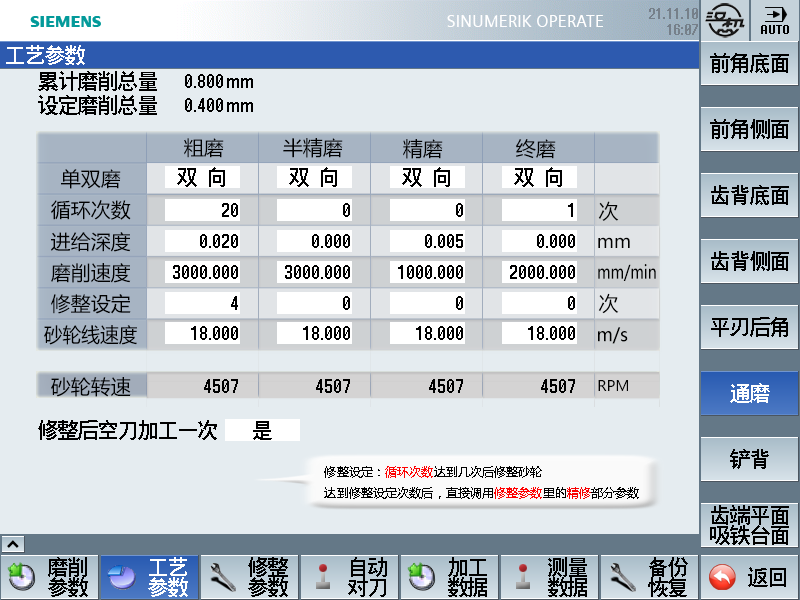 SIEMENS
SINUMERIK OPERATE
21.11.10
16:07
AUTO
工艺参数
累计磨削总量 0.800mm
设定磨削总量 0.400mm
粗磨 半精磨 精磨 终磨
单双磨 双 向 双 向 双 向 双 向
循环次数 20 0 0 1 次
进给深度 0.020 0.000 0.005 0.000 mm
磨削速度 3000.000 3000.000 1000.000 2000.000 mm/min
修整设定 4 0 0 0 次
砂轮线速度 18.000 18.000 18.000 18.000 m/s
砂轮转速 4507 4507 4507 4507 RPM
修整后空刀加工一次 是
修整设定：循环次数达到几次后修整砂轮
达到修整设定次数后，直接调用修整参数里的精修部分参数
前角底面
前角侧面
齿背底面
齿背侧面
平刃后角
通磨
铲背
齿端平面
吸铁台面
磨削
参数
工艺
参数
修整
参数
自动
对刀
加工
数据
测量
数据
备份
恢复
返回